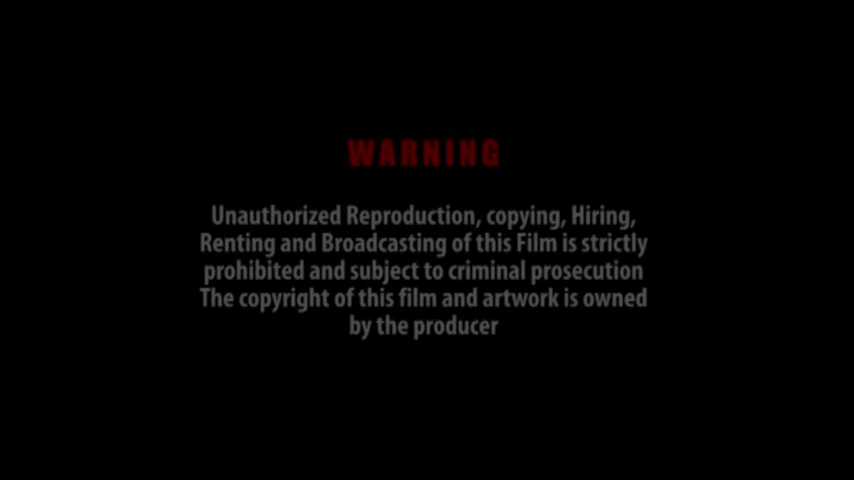 WARNING
Unauthorized Reproduction, copying, Hiring,
Renting and Broadcasting of this Film is strictly
prohibited and subject to criminal prosecution
The copyright of this film and artwork is owned
by the producer